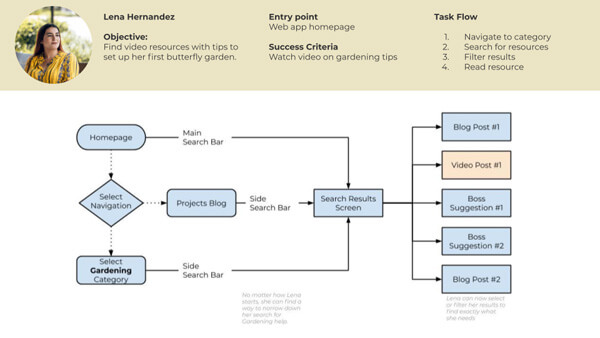 Lena Hernandez
Objective:
Find video resources with tips to
set up her first butterfly garden.
Entry point
Web app homepage
Success Criteria
Watch video on gardening tips
Task Flow
1. Navigate to category
2. Search for resources
3. Filter results
4. Read resource
Homepage
Main
Search Bar
Blog Post #1
Video Post #1
Select
Navigation
Projects Blog
Side
Search Bar
Search Results
Screen
Boss
Suggestion #1
Boss
Suggestion #2
Select
Gardening
Category
Side
Search Bar
Blog Post #2
No matter how Lena
starts, she can find a
way to narrow down
her search for
Gardening help.
Lena can now select
or filter her results to
find exactly what
she needs